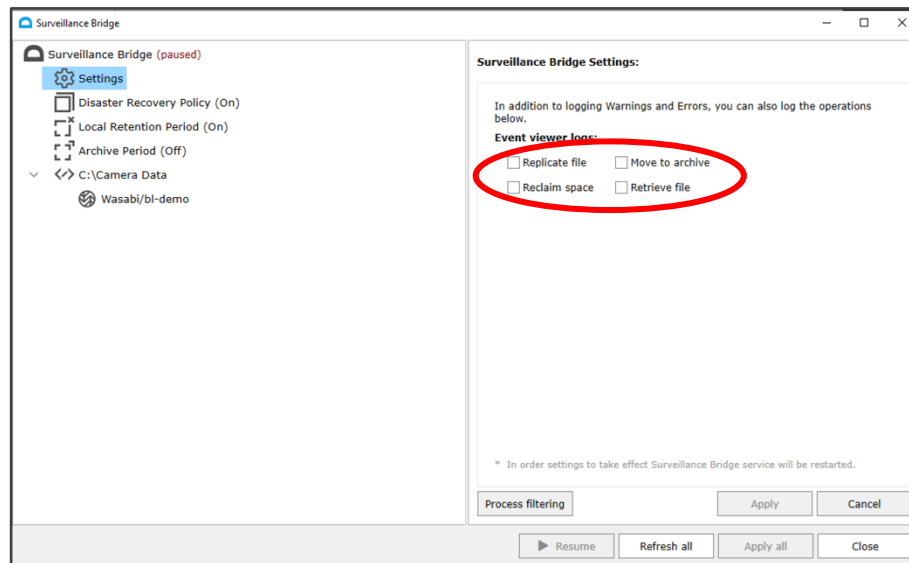 Surveillance Bridge
Surveillance Bridge (paused)
Settings
Disaster Recovery Policy (On)
Local Retention Period (On)
Archive Period (Off)
C:\Camera Data
Wasabi/bl-demo
Surveillance Bridge Settings:
In addition to logging Warnings and Errors, you can also log the operations
below.
Event viewer logs:
Replicate file Move to archive
Reclaim space Retrieve file
* In order settings to take effect Surveillance Bridge service will be restarted.
Process filtering Apply Cancel
Resume Refresh all Apply all Close